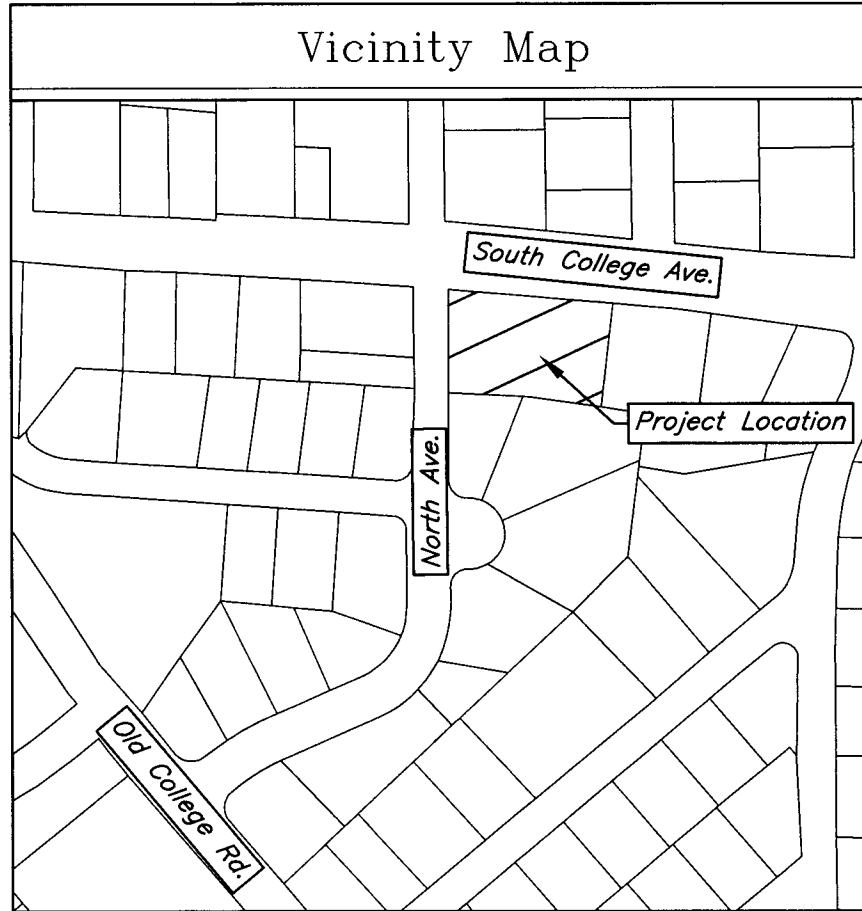 Vicinity Map
South College Ave.
Project Location
North Ave.
Old College Rd.